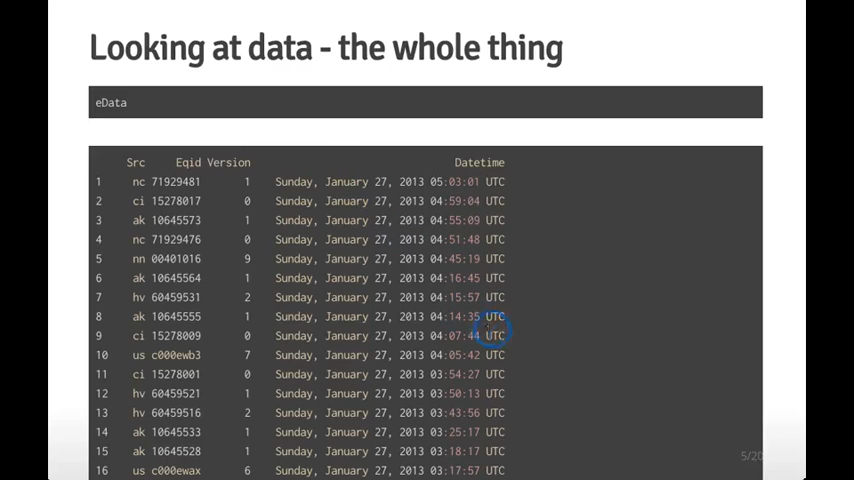 Looking at data - the whole thing
eData
Src Eqid Version Datetime
1 nc 71929481 1 Sunday, January 27, 2013 05:03:01 UTC
2 ci 15278017 0 Sunday, January 27, 2013 04:59:04 UTC
3 ak 10645573 1 Sunday, January 27, 2013 04:55:09 UTC
4 nc 71929476 0 Sunday, January 27, 2013 04:51:48 UTC
5 nn 00401016 9 Sunday, January 27, 2013 04:45:19 UTC
6 ak 10645564 1 Sunday, January 27, 2013 04:16:45 UTC
7 hv 60459531 2 Sunday, January 27, 2013 04:15:57 UTC
8 ak 10645555 1 Sunday, January 27, 2013 04:14:35 UTC
9 ci 15278009 0 Sunday, January 27, 2013 04:07:44 UTC
10 us c000ewb3 7 Sunday, January 27, 2013 04:05:42 UTC
11 ci 15278001 0 Sunday, January 27, 2013 03:54:27 UTC
12 hv 60459521 1 Sunday, January 27, 2013 03:50:13 UTC
13 hv 60459516 2 Sunday, January 27, 2013 03:43:56 UTC
14 ak 10645533 1 Sunday, January 27, 2013 03:25:17 UTC
15 ak 10645528 1 Sunday, January 27, 2013 03:18:17 UTC
16 us c000ewax 6 Sunday, January 27, 2013 03:17:57 UTC
5/20